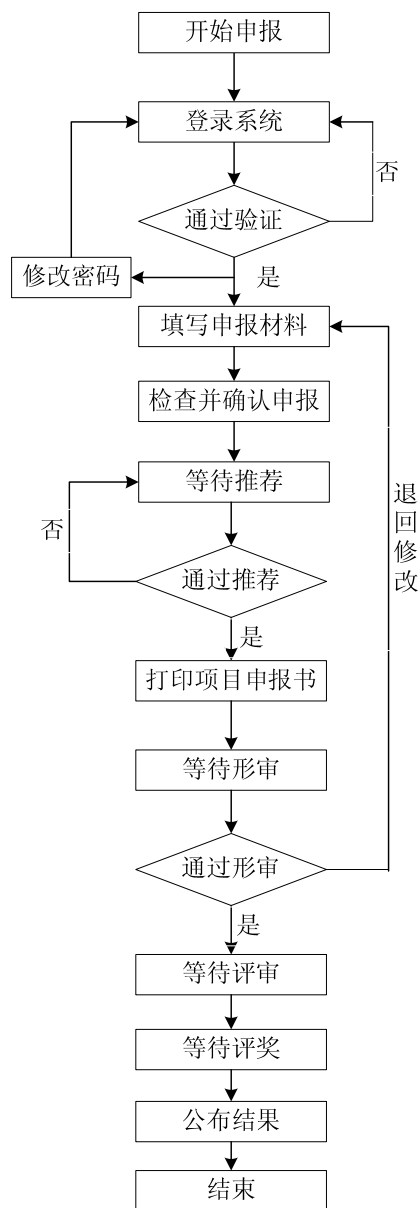 开始申报
登录系统
否
通过验证
修改密码
是
填写申报材料
检查并确认申报
等待推荐
否
退回修改
通过推荐
是
打印项目申报书
等待形审
通过形审
是
等待评审
等待评奖
公布结果
结束